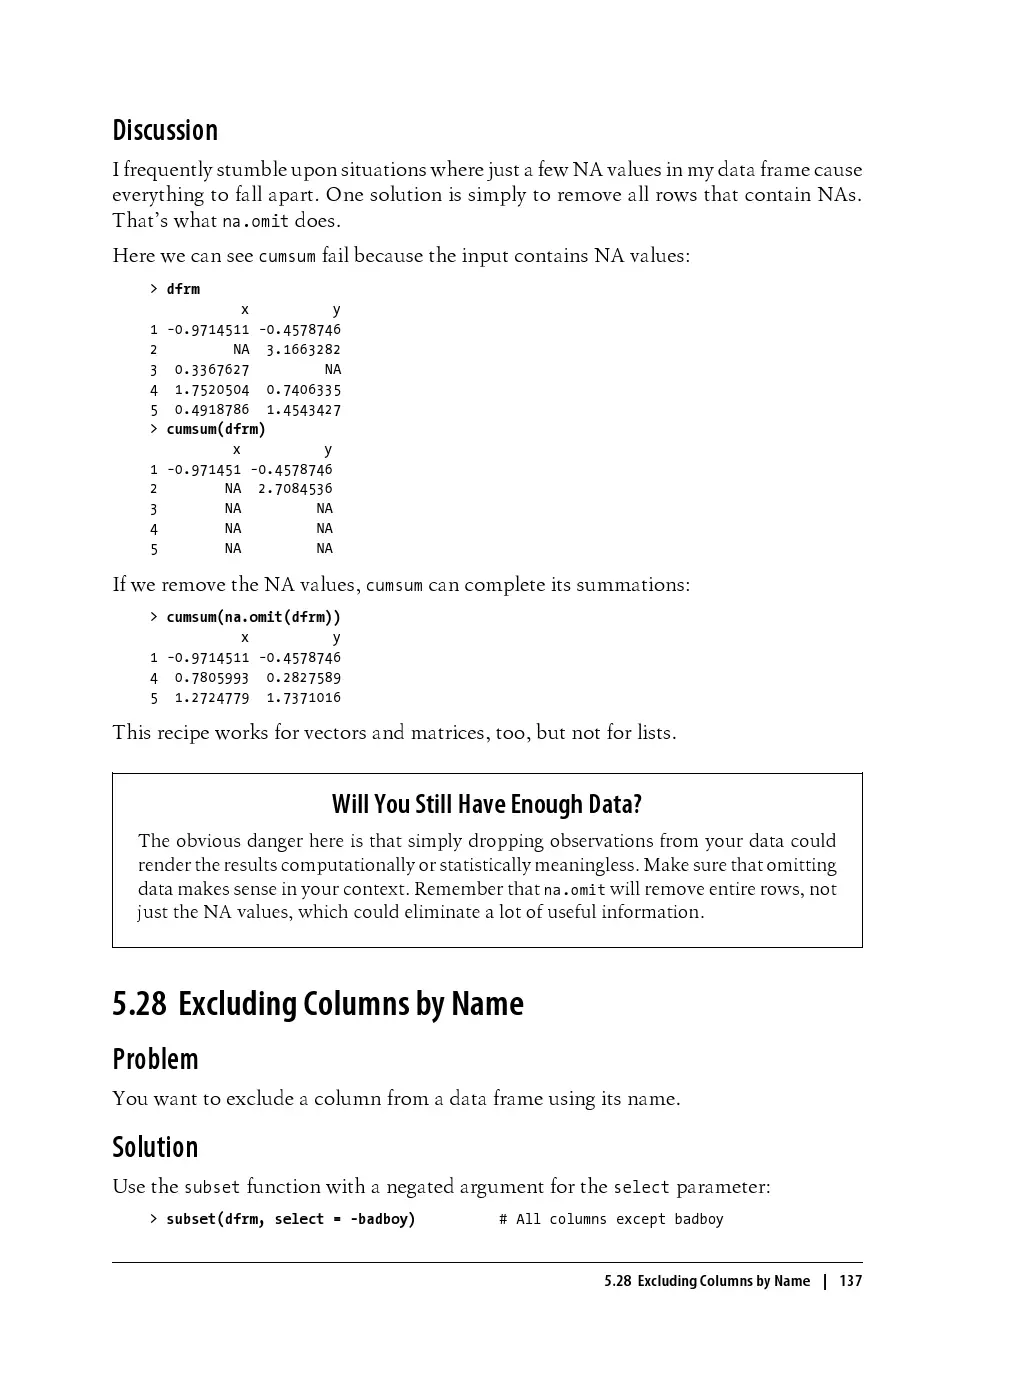 Discussion
I frequently stumble upon situations where just a few NA values in my data frame cause
everything to fall apart. One solution is simply to remove all rows that contain NAs.
That’s what na.omit does.
Here we can see cumsum fail because the input contains NA values:
> dfrm
           x          y
1 -0.9714511 -0.4578746
2         NA  3.1663282
3  0.3367627         NA
4  1.7520504  0.7406335
5  0.4918786  1.4543427
> cumsum(dfrm)
          x          y
1 -0.971451 -0.4578746
2        NA  2.7084536
3        NA         NA
4        NA         NA
5        NA         NA
If we remove the NA values, cumsum can complete its summations:
> cumsum(na.omit(dfrm))
           x          y
1 -0.9714511 -0.4578746
4  0.7805993  0.2827589
5  1.2724779  1.7371016
This recipe works for vectors and matrices, too, but not for lists.
Will You Still Have Enough Data?
The obvious danger here is that simply dropping observations from your data could
render the results computationally or statistically meaningless. Make sure that omitting
data makes sense in your context. Remember that na.omit will remove entire rows, not
just the NA values, which could eliminate a lot of useful information.
5.28 Excluding Columns by Name
Problem
You want to exclude a column from a data frame using its name.
Solution
Use the subset function with a negated argument for the select parameter:
> subset(dfrm, select = -badboy)          # All columns except badboy
5.28 Excluding Columns by Name | 137